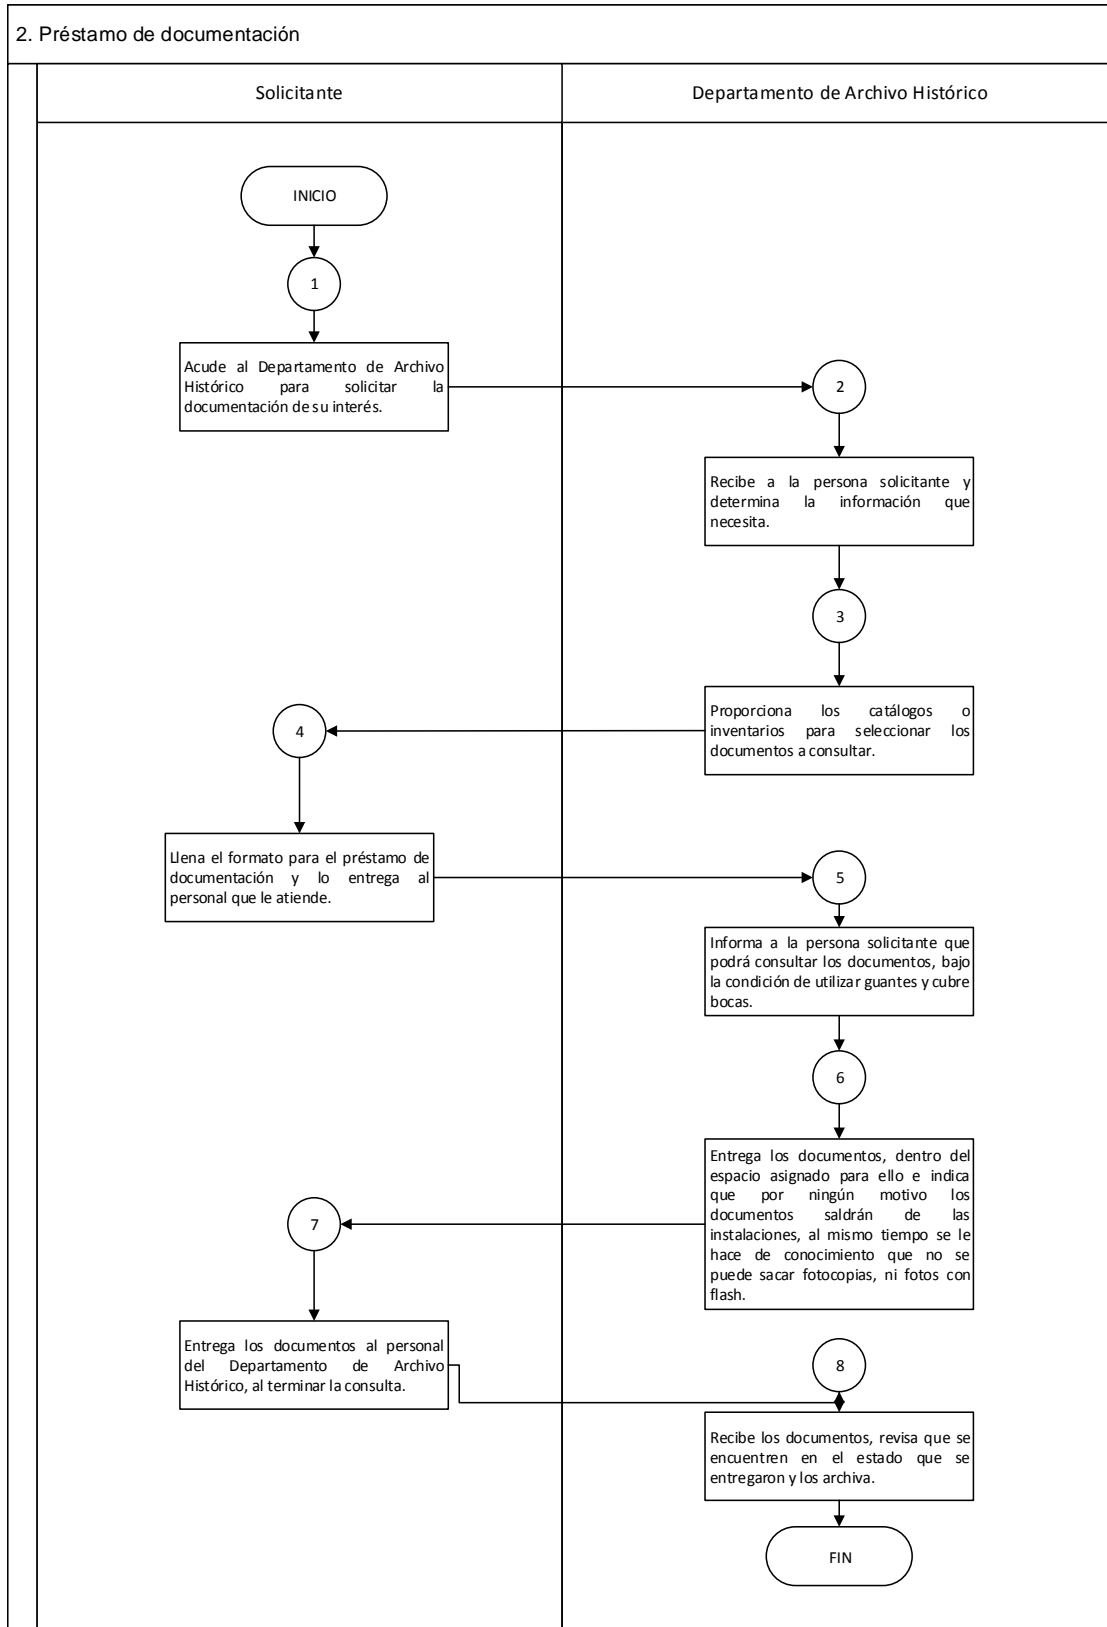 2. Préstamo de documentación
Solicitante
Departamento de Archivo Histórico
INICIO
1
Acude al Departamento de Archivo
Histórico para solicitar la
documentación de su interés.
2
Recibe a la persona solicitante y
determina la información que
necesita.
3
Proporciona los catálogos o
inventarios para seleccionar los
documentos a consultar.
4
Llena el formato para el préstamo de
documentación y lo entrega al
personal que le atiende.
5
Informa a la persona solicitante que
podrá consultar los documentos, bajo
la condición de utilizar guantes y cubre
bocas.
6
Entrega los documentos, dentro del
espacio asignado para ello e indica
que por ningún motivo los
documentos saldrán de las
instalaciones, al mismo tiempo se le
hace de conocimiento que no se
puede sacar fotocopias, ni fotos con
flash.
7
Entrega los documentos al personal
del Departamento de Archivo
Histórico, al terminar la consulta.
8
Recibe los documentos, revisa que se
encuentren en el estado que se
entregaron y los archiva.
FIN